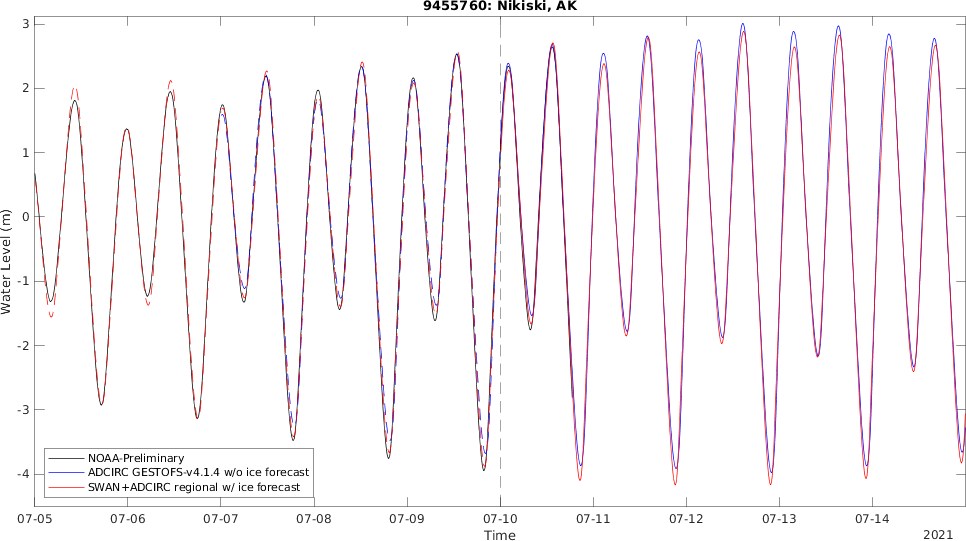 9455760: Nikiski, AK
3
2
1
0
-1
-2
-3
-4
Water Level (m)
NOAA-Preliminary
ADCIRC GESTOFS-v4.1.4 w/o ice forecast
SWAN+ADCIRC regional w/ ice forecast
07-05 07-06 07-07 07-08 07-09 07-10 07-11 07-12 07-13 07-14
Time
2021